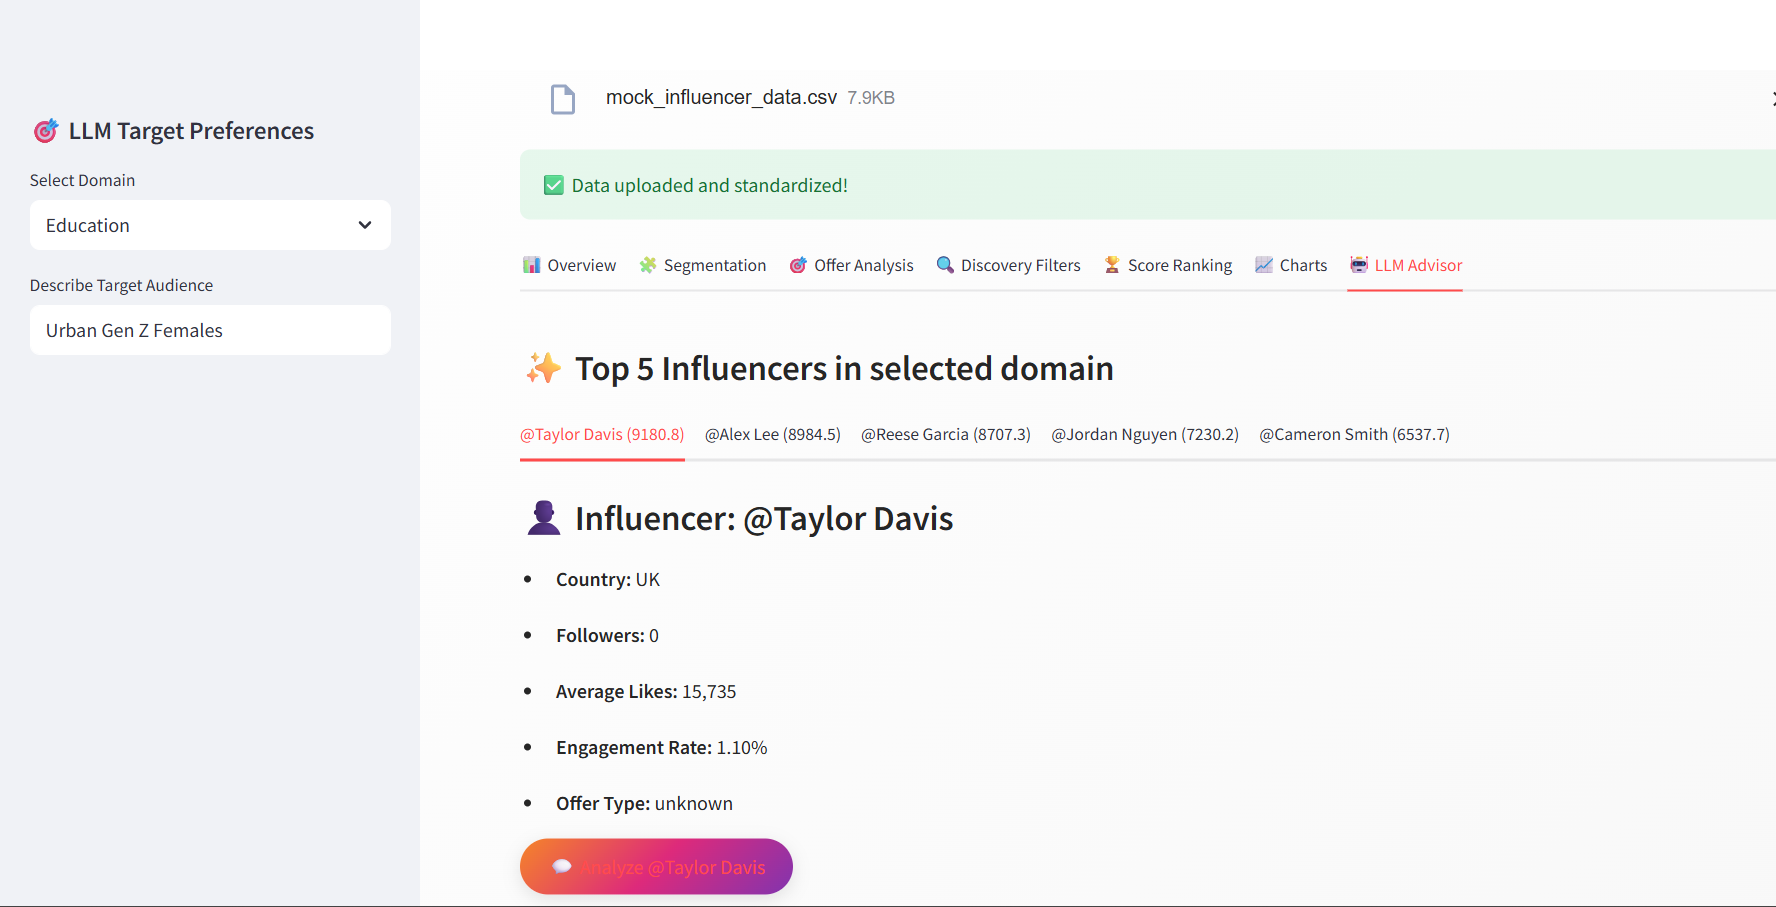 LLM Target Preferences
Select Domain
Education
Describe Target Audience
Urban Gen Z Females
mock_influencer_data.csv 7.9KB
Data uploaded and standardized!
Overview Segmentation Offer Analysis Discovery Filters Score Ranking Charts LLM Advisor
Top 5 Influencers in selected domain
@Taylor Davis (9180.8) @Alex Lee (8984.5) @Reese Garcia (8707.3) @Jordan Nguyen (7230.2) @Cameron Smith (6537.7)
Influencer: @Taylor Davis
• Country: UK
• Followers: 0
• Average Likes: 15,735
• Engagement Rate: 1.10%
• Offer Type: unknown
Analyze @Taylor Davis